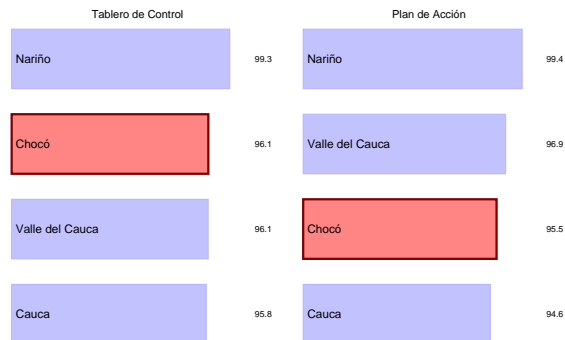 Tablero de Control
Plan de Acción
Nariño 99.3
Nariño 99.4
Chocó 96.1
Valle del Cauca 96.9
Valle del Cauca 96.1
Chocó 95.5
Cauca 95.8
Cauca 94.6